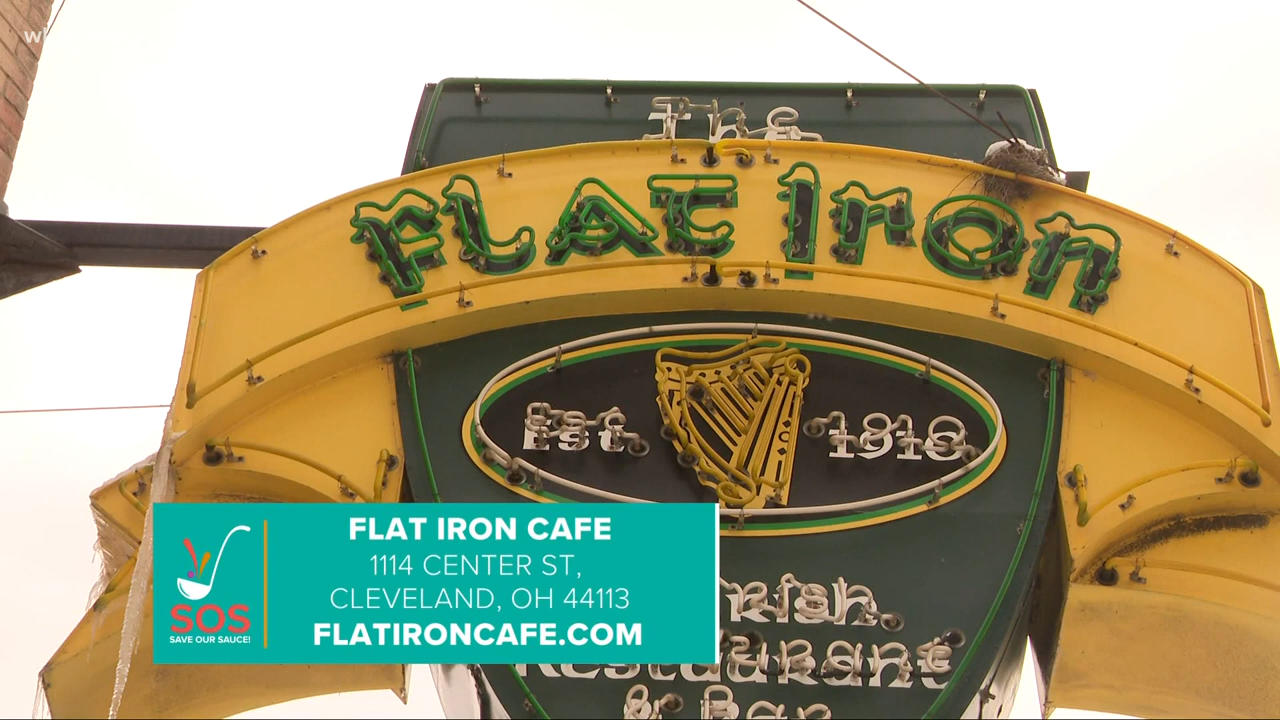 The
Flat Iron
Est 1910
FLAT IRON CAFE
1114 CENTER ST,
CLEVELAND, OH 44113
FLATIRONCAFE.COM
SOS
SAVE OUR SAUCE!
Irish
Restaurant
& Bar